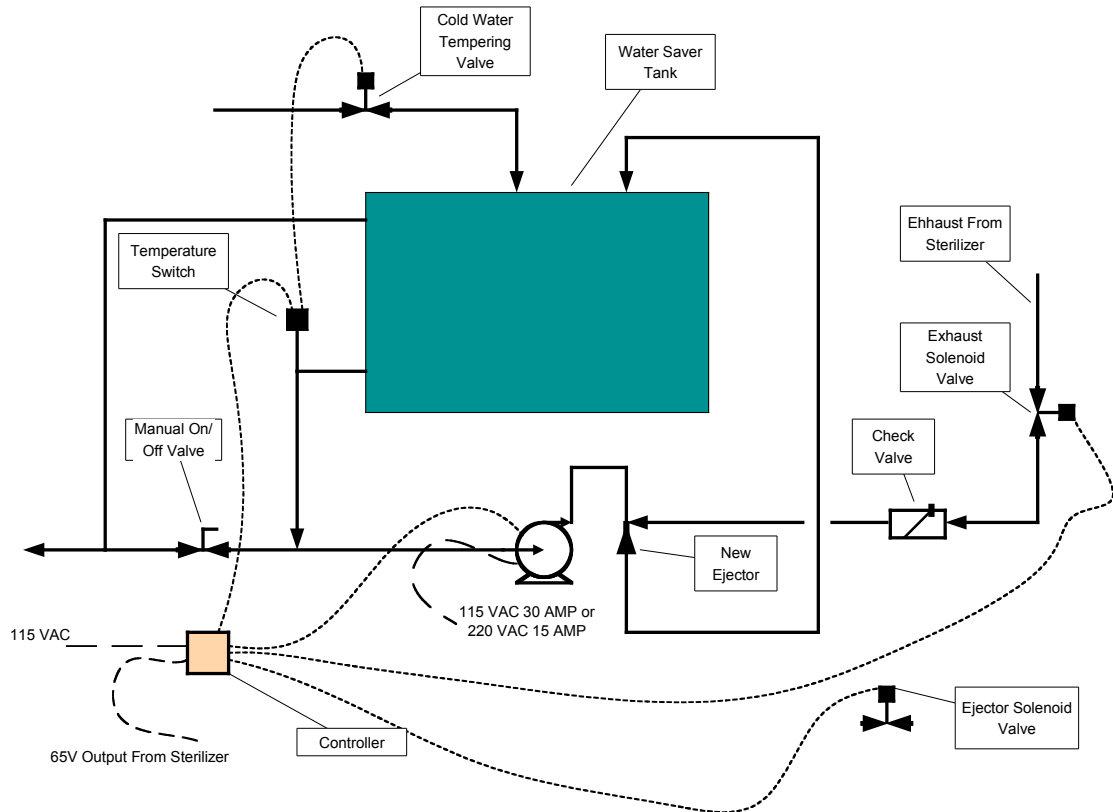 Cold Water
Tempering
Valve
Water Saver
Tank
Ehhaust From
Sterilizer
Temperature
Switch
Exhaust
Solenoid
Valve
Manual On/
Off Valve
Check
Valve
New
Ejector
115 VAC 30 AMP or
220 VAC 15 AMP
115 VAC
Ejector Solenoid
Valve
Controller
65V Output From Sterilizer